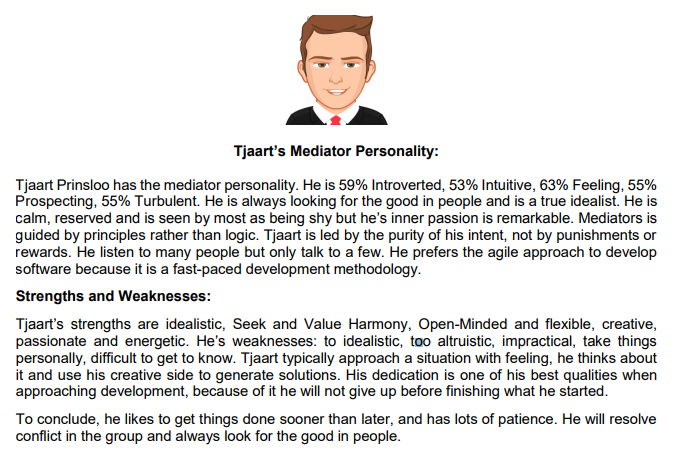 Tjaart's Mediator Personality:
Tjaart Prinsloo has the mediator personality. He is 59% Introverted, 53% Intuitive, 63% Feeling, 55%
Prospecting, 55% Turbulent. He is always looking for the good in people and is a true idealist. He is
calm, reserved and is seen by most as being shy but he's inner passion is remarkable. Mediators is
guided by principles rather than logic. Tjaart is led by the purity of his intent, not by punishments or
rewards. He listen to many people but only talk to a few. He prefers the agile approach to develop
software because it is a fast-paced development methodology.
Strengths and Weaknesses:
Tjaart's strengths are idealistic, Seek and Value Harmony, Open-Minded and flexible, creative,
passionate and energetic. He's weaknesses: to idealistic, too altruistic, impractical, take things
personally, difficult to get to know. Tjaart typically approach a situation with feeling, he thinks about
it and use his creative side to generate solutions. His dedication is one of his best qualities when
approaching development, because of it he will not give up before finishing what he started.
To conclude, he likes to get things done sooner than later, and has lots of patience. He will resolve
conflict in the group and always look for the good in people.